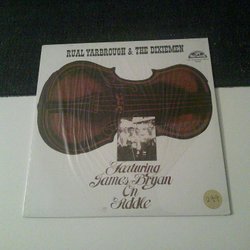 RUAL YARBROUGH & THE DIXIEMEN
Featuring
James Bryan
On
Fiddle